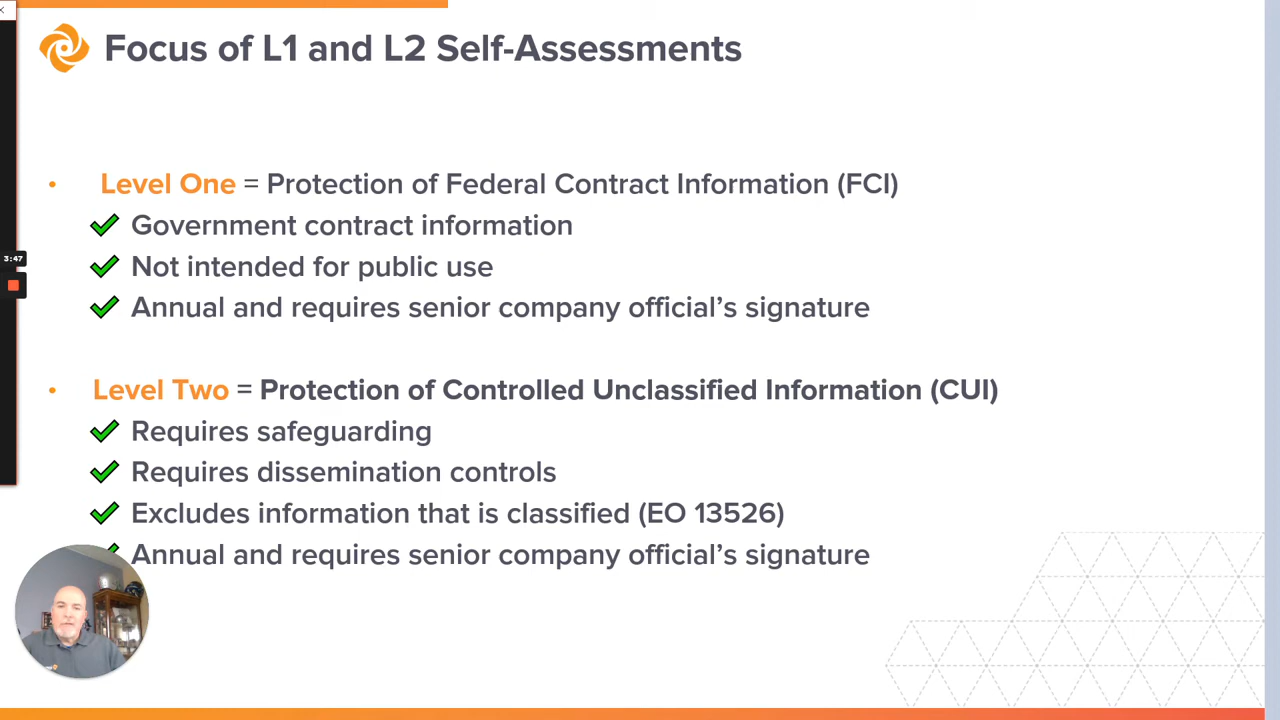 Focus of L1 and L2 Self-Assessments
• Level One = Protection of Federal Contract Information (FCI)
Government contract information
Not intended for public use
Annual and requires senior company official’s signature
3:47
• Level Two = Protection of Controlled Unclassified Information (CUI)
Requires safeguarding
Requires dissemination controls
Excludes information that is classified (EO 13526)
Annual and requires senior company official’s signature